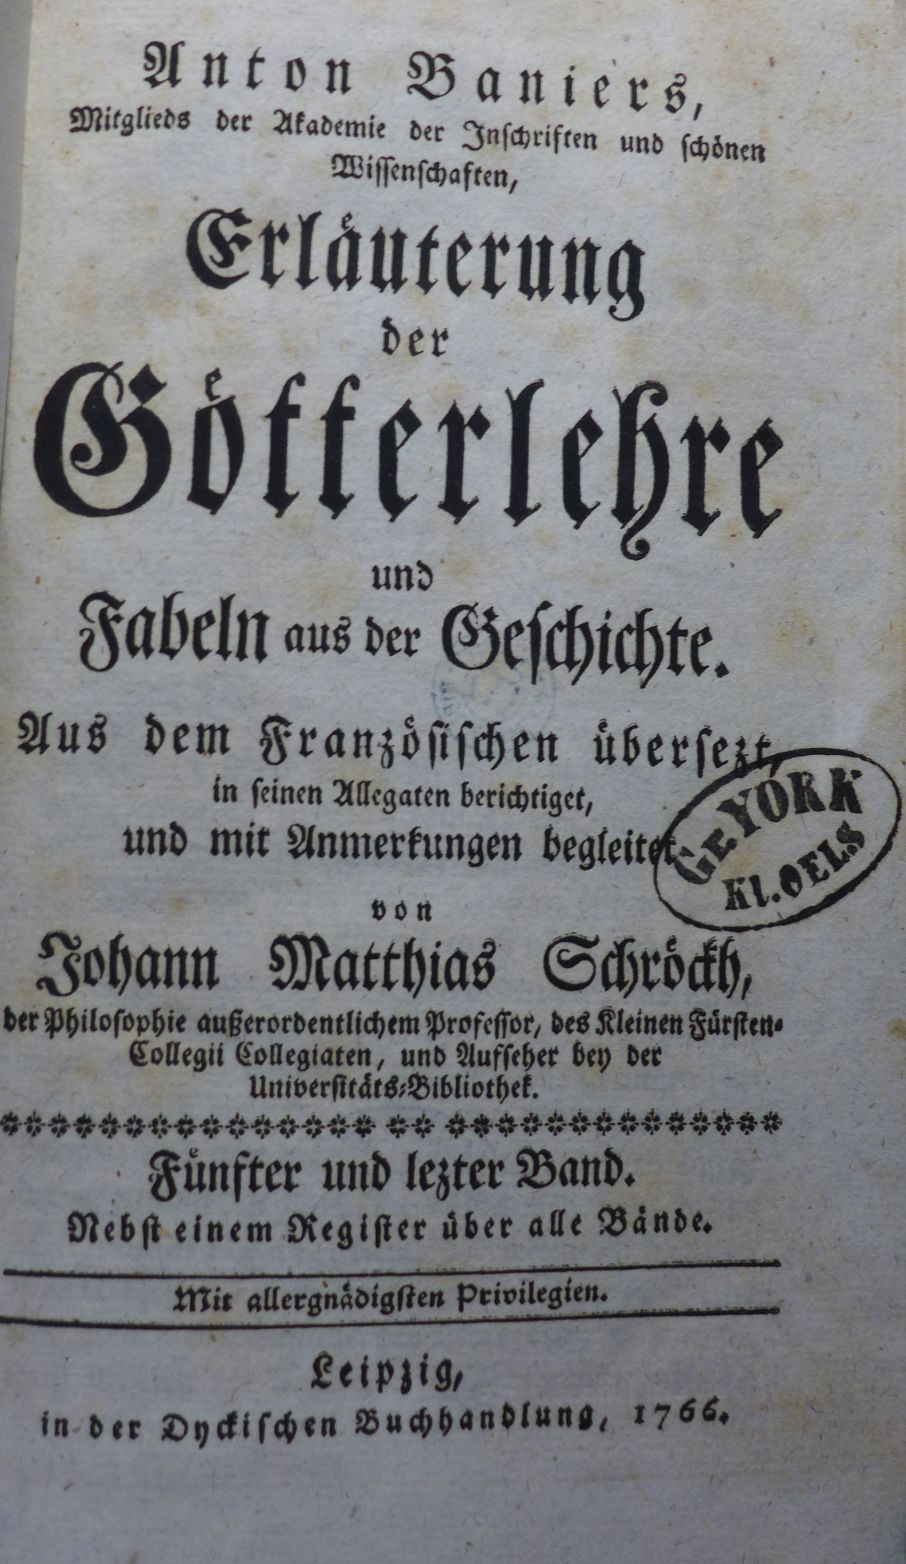 Anton Baniers,
Mitglieds der Akademie der Inschriften und schönen
Wissenschaften,
Erläuterung
der
Götterlehre
und
Fabeln aus der Geschichte.
Aus dem Französischen übersezt,
in seinen Allegaten berichtiget,
und mit Anmerkungen begleitet
von
Johann Matthias Schröckh,
der Philosophie außerordentlichem Professor, des Kleinen Fürsten-
Collegii Collegiaten, und Aufseher bey der
Universitäts-Bibliothek.
Fünfter und lezter Band.
Nebst einem Register über alle Bände.
Mit allergnädigsten Privilegien.
Leipzig,
in der Dyckischen Buchhandlung, 1766.
GeYORK
Kl. OELS